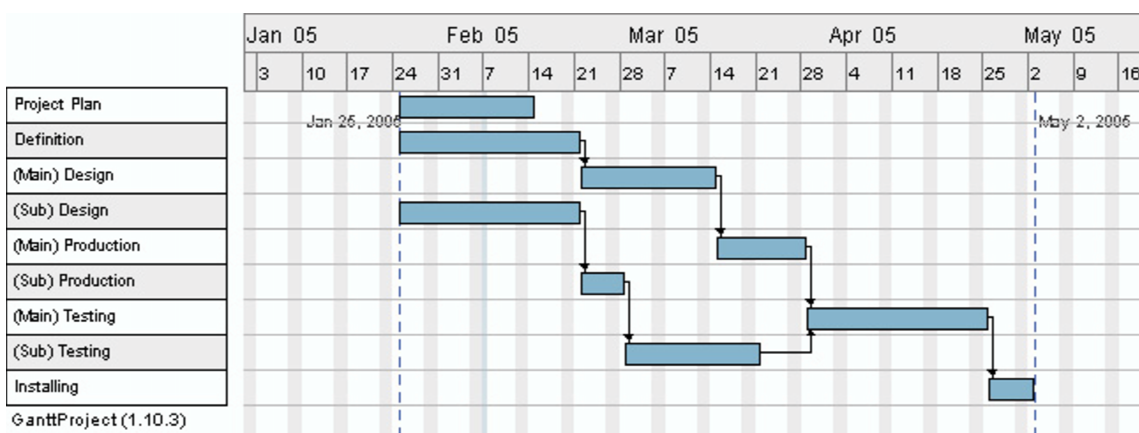 Jan 05 Feb 05 Mar 05 Apr 05 May 05
3 10 17 24 31 7 14 21 28 7 14 21 28 4 11 18 25 2 9 16
Project Plan
Jan 25, 2005 May 2, 2005
Definition
(Main) Design
(Sub) Design
(Main) Production
(Sub) Production
(Main) Testing
(Sub) Testing
Installing
GanttProject (1.10.3)